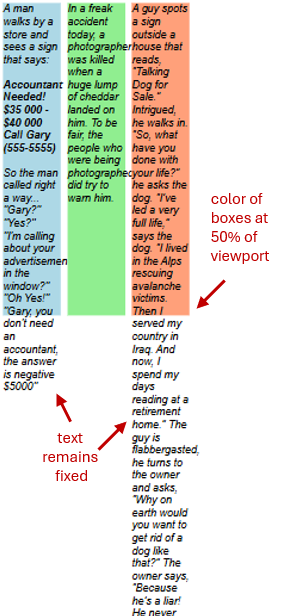 A man
walks by a
store and
sees a sign
that says:
Accountant
Needed!
$35 000 -
$40 000
Call Gary
(555-5555)
So the man
called right
a way...
"Gary?"
"Yes?"
"I'm calling
about your
advertisemen
in the
window?"
"Oh Yes!"
"Gary, you
don't need
an
accountant,
the answer
is negative
$5000"
In a freak
accident
today, a
photographer
was killed
when a
huge lump
of cheddar
landed on
him. To be
fair, the
people who
were being
photographed
did try to
warn him.
A guy spots
a sign
outside a
house that
reads,
"Talking
Dog for
Sale."
Intrigued,
he walks in.
"So, what
have you
done with
your life?"
he asks the
dog. "I've
led a very
full life,"
says the
dog. "I lived
in the Alps
rescuing
avalanche
victims.
Then I
served my
country in
Iraq. And
now, I
spend my
days
reading at a
retirement
home." The
guy is
flabbergasted,
he turns to
the owner
and asks,
"Why on
earth would
you want to
get rid of a
dog like
that?" The
owner says,
"Because
he's a liar!
He never
color of
boxes at
50% of
viewport
text
remains
fixed